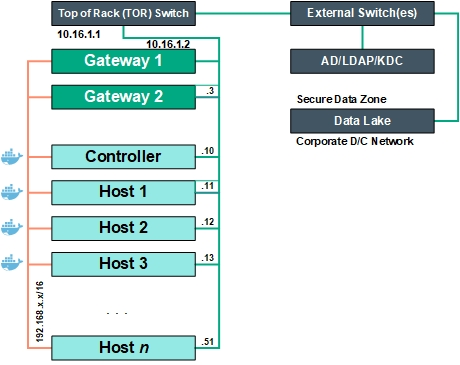 Top of Rack (TOR) Switch
External Switch(es)
10.16.1.1
10.16.1.2
Gateway 1
AD/LDAP/KDC
Gateway 2
.3
Secure Data Zone
Data Lake
Corporate D/C Network
Controller
.10
Host 1
.11
Host 2
.12
Host 3
.13
192.168.x.x/16
. . .
Host n
.51